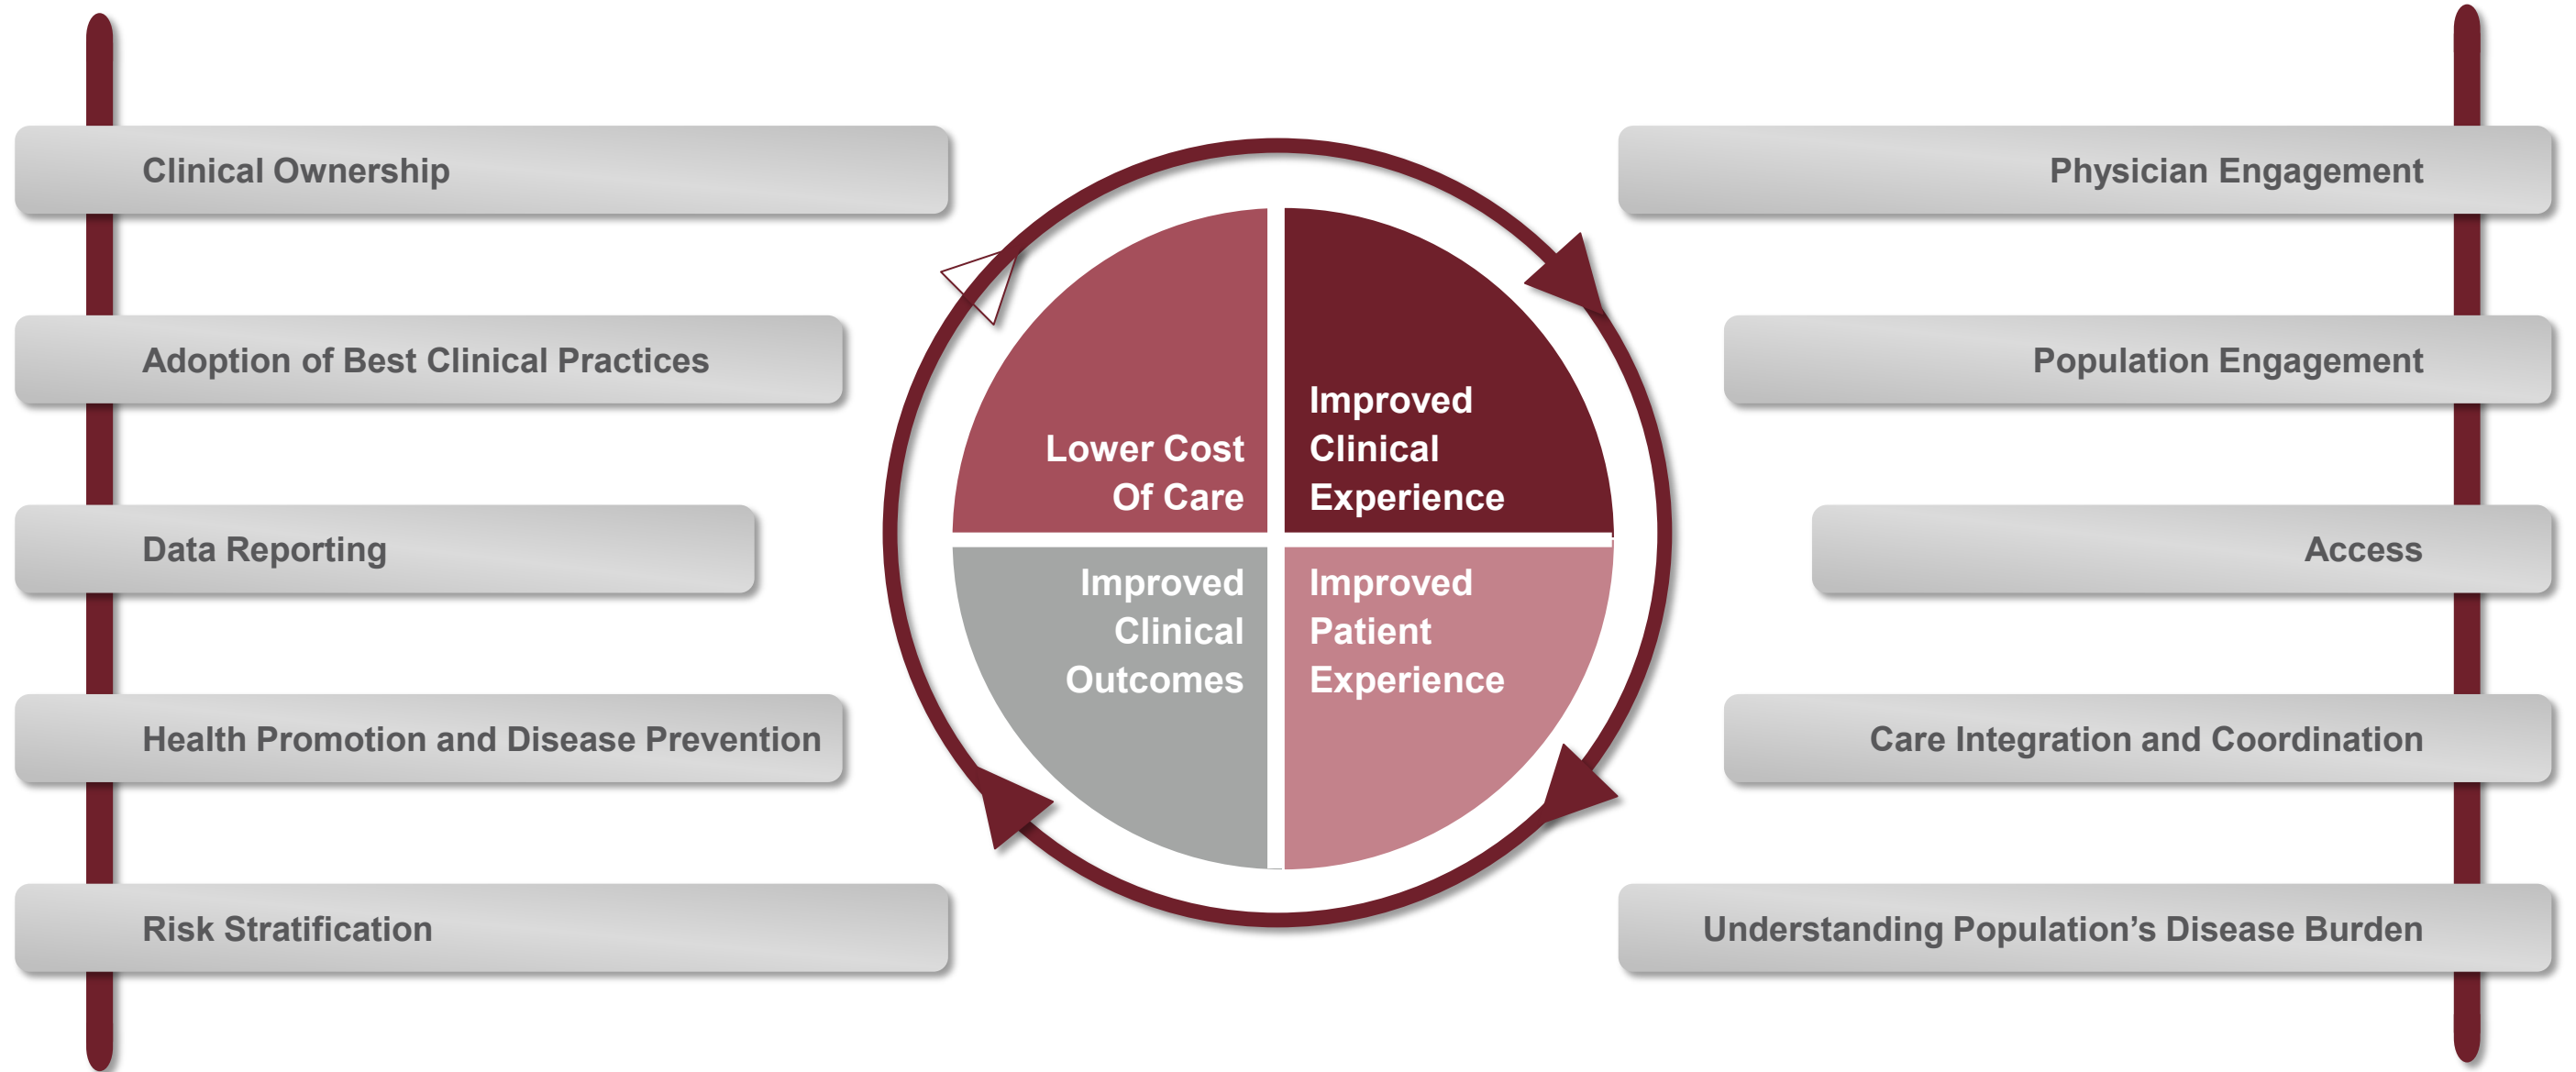 Clinical Ownership
Adoption of Best Clinical Practices
Data Reporting
Health Promotion and Disease Prevention
Risk Stratification
Lower Cost
Of Care
Improved
Clinical
Experience
Improved
Clinical
Outcomes
Improved
Patient
Experience
Physician Engagement
Population Engagement
Access
Care Integration and Coordination
Understanding Population’s Disease Burden